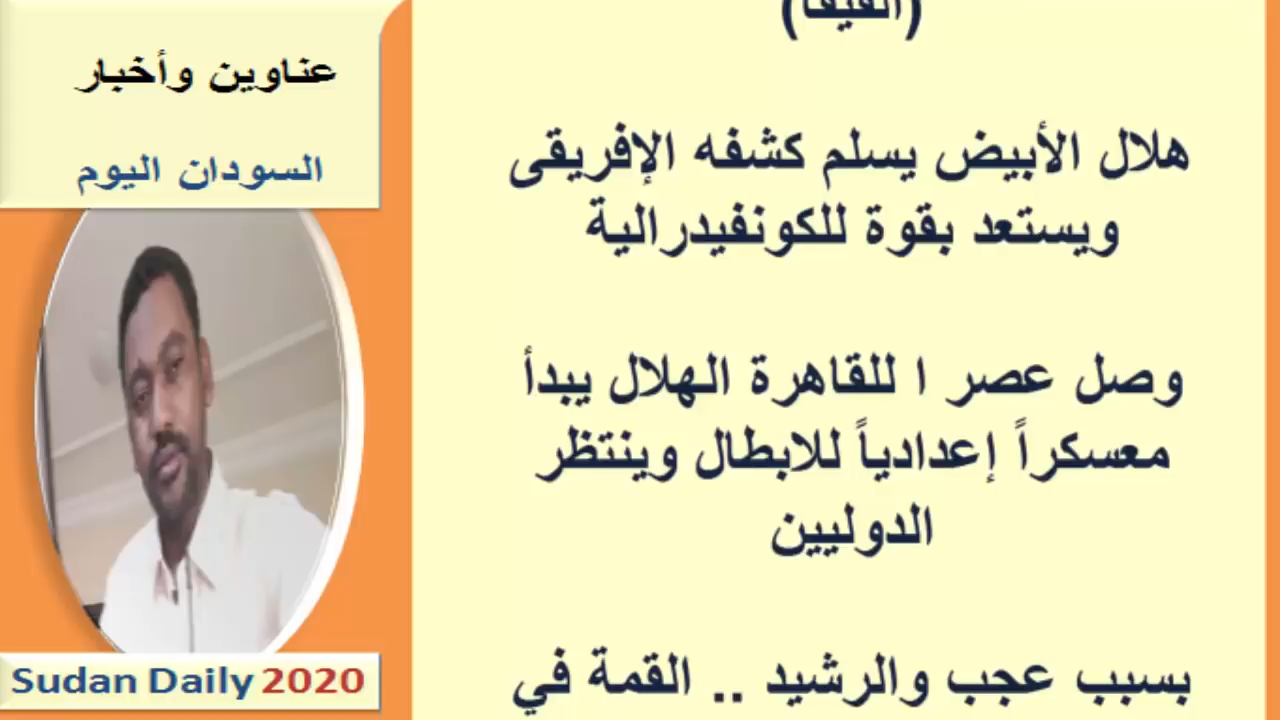 عناوين وأخبار
السودان اليوم
Sudan Daily 2020
(الفيفا)
هلال الأبيض يسلم كشفه الإفريقى
ويستعد بقوة للكونفيدرالية
وصل عصر ا للقاهرة الهلال يبدأ
معسكراً إعدادياً للابطال وينتظر
الدوليين
بسبب عجب والرشيد .. القمة في